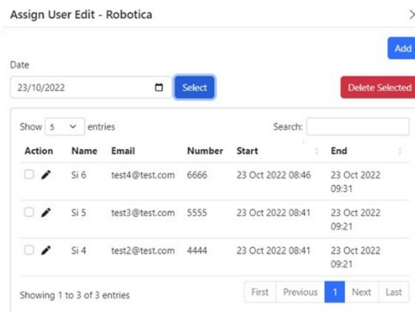 Assign User Edit - Robotica
Add
Date
23/10/2022 Select Delete Selected
Show 5 entries Search:
Action Name Email Number Start End
Si 6 test4@test.com 6666 23 Oct 2022 08:46 23 Oct 2022
09:31
Si 5 test3@test.com 5555 23 Oct 2022 08:41 23 Oct 2022
09:21
Si 4 test2@test.com 4444 23 Oct 2022 08:41 23 Oct 2022
09:21
Showing 1 to 3 of 3 entries First Previous 1 Next Last